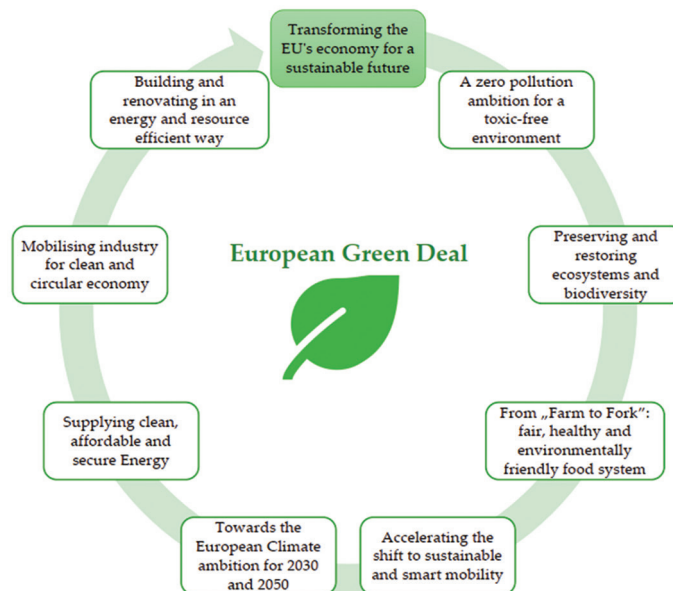 Transforming the
EU's economy for a
sustainable future
A zero pollution
ambition for a
toxic-free
environment
Preserving and
restoring
ecosystems and
biodiversity
From „Farm to Fork“:
fair, healthy and
environmentally
friendly food system
Accelerating the
shift to sustainable
and smart mobility
Towards the
European Climate
ambition for 2030
and 2050
Supplying clean,
affordable and
secure Energy
Mobilising industry
for clean and
circular economy
Building and
renovating in an
energy and resource
efficient way
European Green Deal